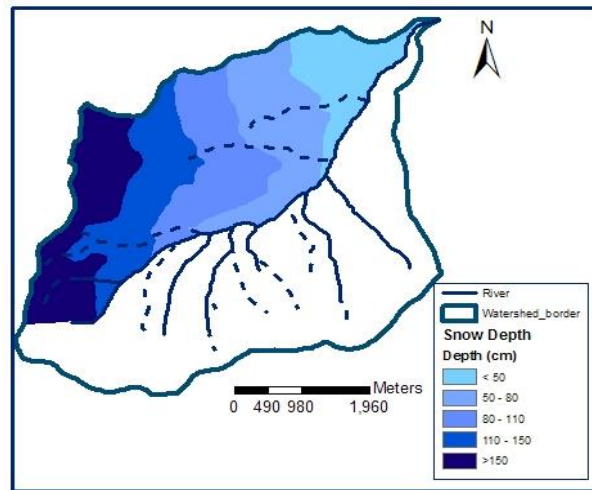 N
River
Watershed_border
Snow Depth
Depth (cm)
< 50
50 - 80
80 - 110
110 - 150
>150
Meters
0 490 980 1,960